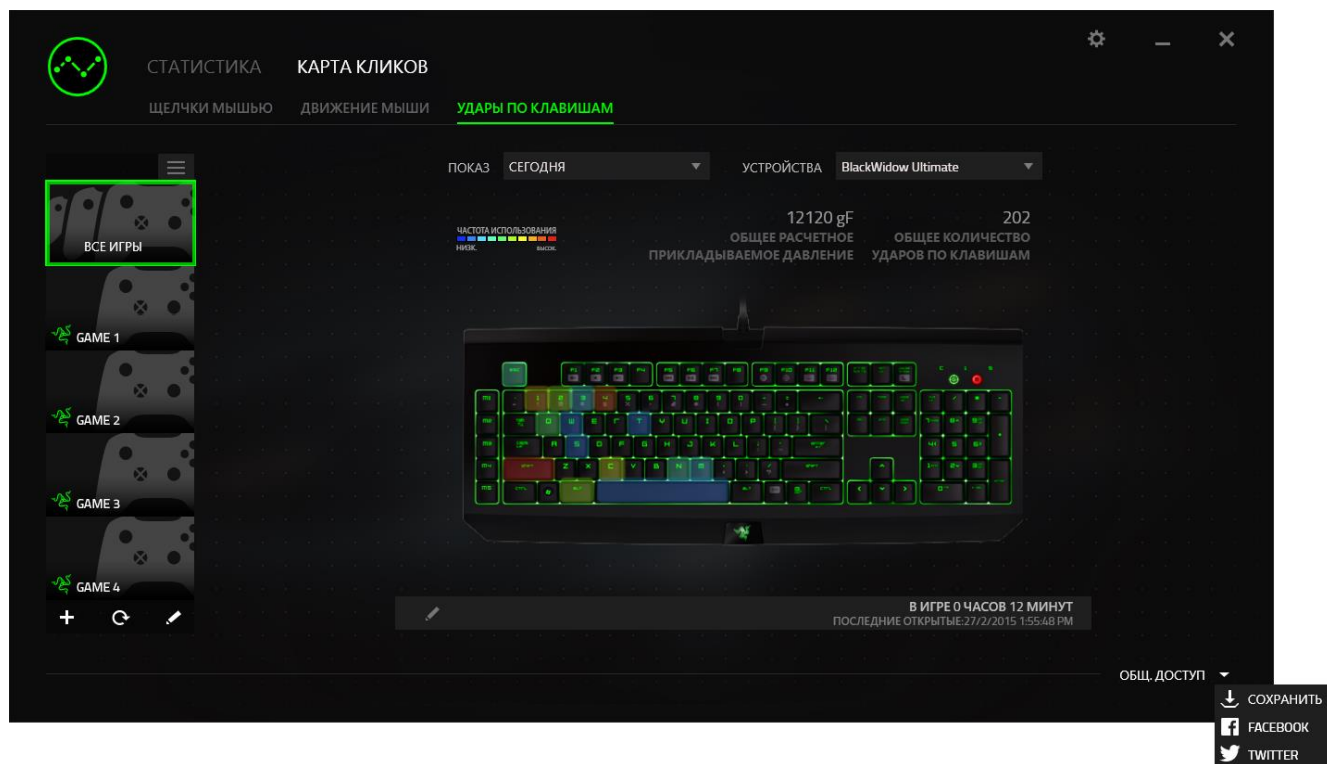 СТАТИСТИКА КАРТА КЛИКОВ
ЩЕЛЧКИ МЫШЬЮ ДВИЖЕНИЕ МЫШИ УДАРЫ ПО КЛАВИШАМ
ПОКАЗ СЕГОДНЯ УСТРОЙСТВА BlackWidow Ultimate
ВСЕ ИГРЫ
GAME 1
GAME 2
GAME 3
GAME 4
ЧАСТОТА ИСПОЛЬЗОВАНИЯ
НИЗК. ВЫСОК.
12120 gF
ОБЩЕЕ РАСЧЕТНОЕ
ПРИКЛАДЫВАЕМОЕ ДАВЛЕНИЕ
202
ОБЩЕЕ КОЛИЧЕСТВО
УДАРОВ ПО КЛАВИШАМ
В ИГРЕ 0 ЧАСОВ 12 МИНУТ
ПОСЛЕДНИЕ ОТКРЫТЫЕ:27/2/2015 1:55:48 PM
ОБЩ. ДОСТУП
СОХРАНИТЬ
FACEBOOK
TWITTER